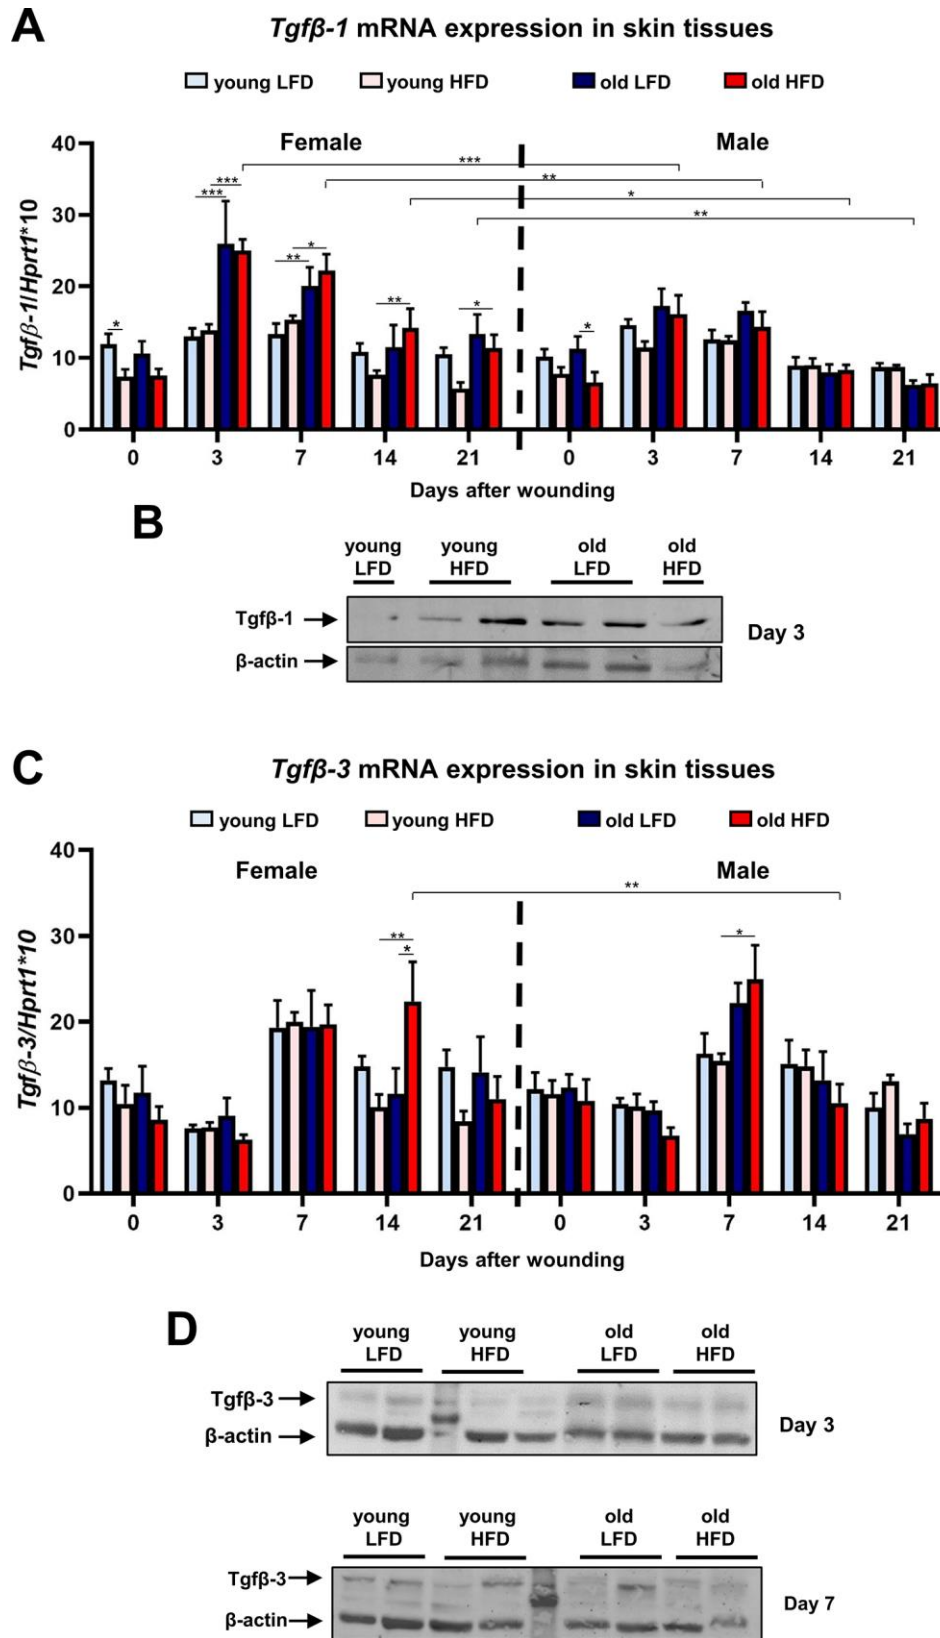 A
Tgfβ-1 mRNA expression in skin tissues
young LFD young HFD old LFD old HFD
Female Male
Tgfβ-1/Hprt1*10
40
30
20
10
0
*** ** * **
*** *** ** * ** * * *
0 3 7 14 21 0 3 7 14 21
Days after wounding
B
young LFD
young HFD
old LFD
old HFD
Tgfβ-1
β-actin
Day 3
C
Tgfβ-3 mRNA expression in skin tissues
young LFD young HFD old LFD old HFD
Female Male
Tgfβ-3/Hprt1*10
40
30
20
10
0
**
** * *
0 3 7 14 21 0 3 7 14 21
Days after wounding
D
young LFD
young HFD
old LFD
old HFD
Tgfβ-3
β-actin
Day 3
young LFD
young HFD
old LFD
old HFD
Tgfβ-3
β-actin
Day 7